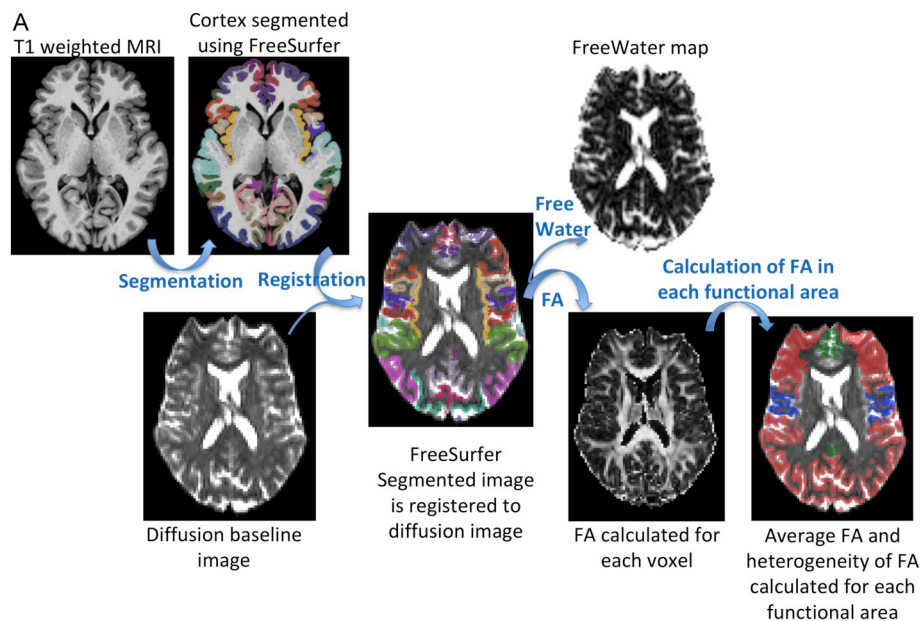 A
T1 weighted MRI
Cortex segmented
using FreeSurfer
FreeWater map
Segmentation
Registration
Free
Water
FA
Calculation of FA in
each functional area
Diffusion baseline
image
FreeSurfer
Segmented image
is registered to
diffusion image
FA calculated for
each voxel
Average FA and
heterogeneity of FA
calculated for each
functional area